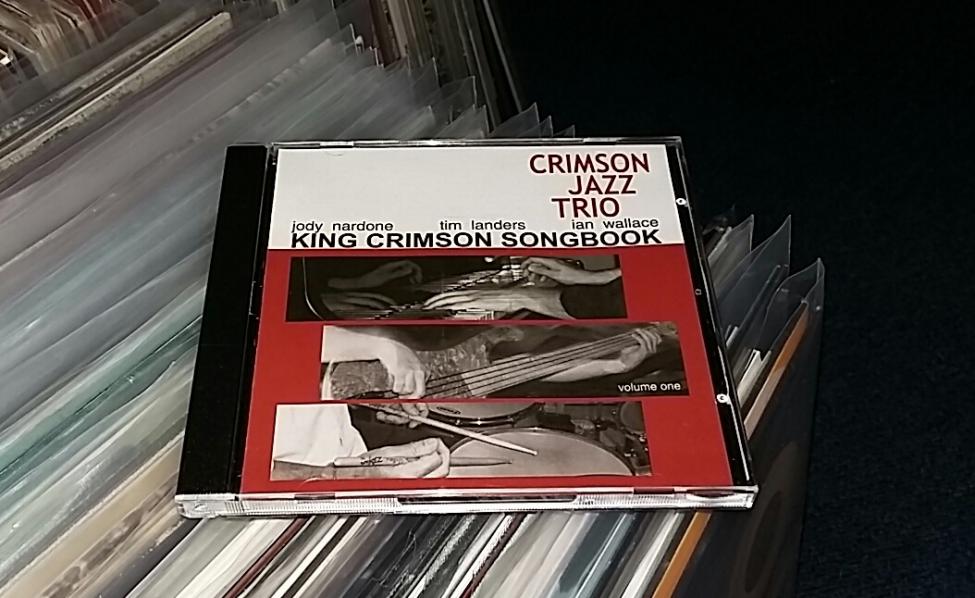 CRIMSON
JAZZ
TRIO
jody nardone tim landers ian wallace
KING CRIMSON SONGBOOK
volume one